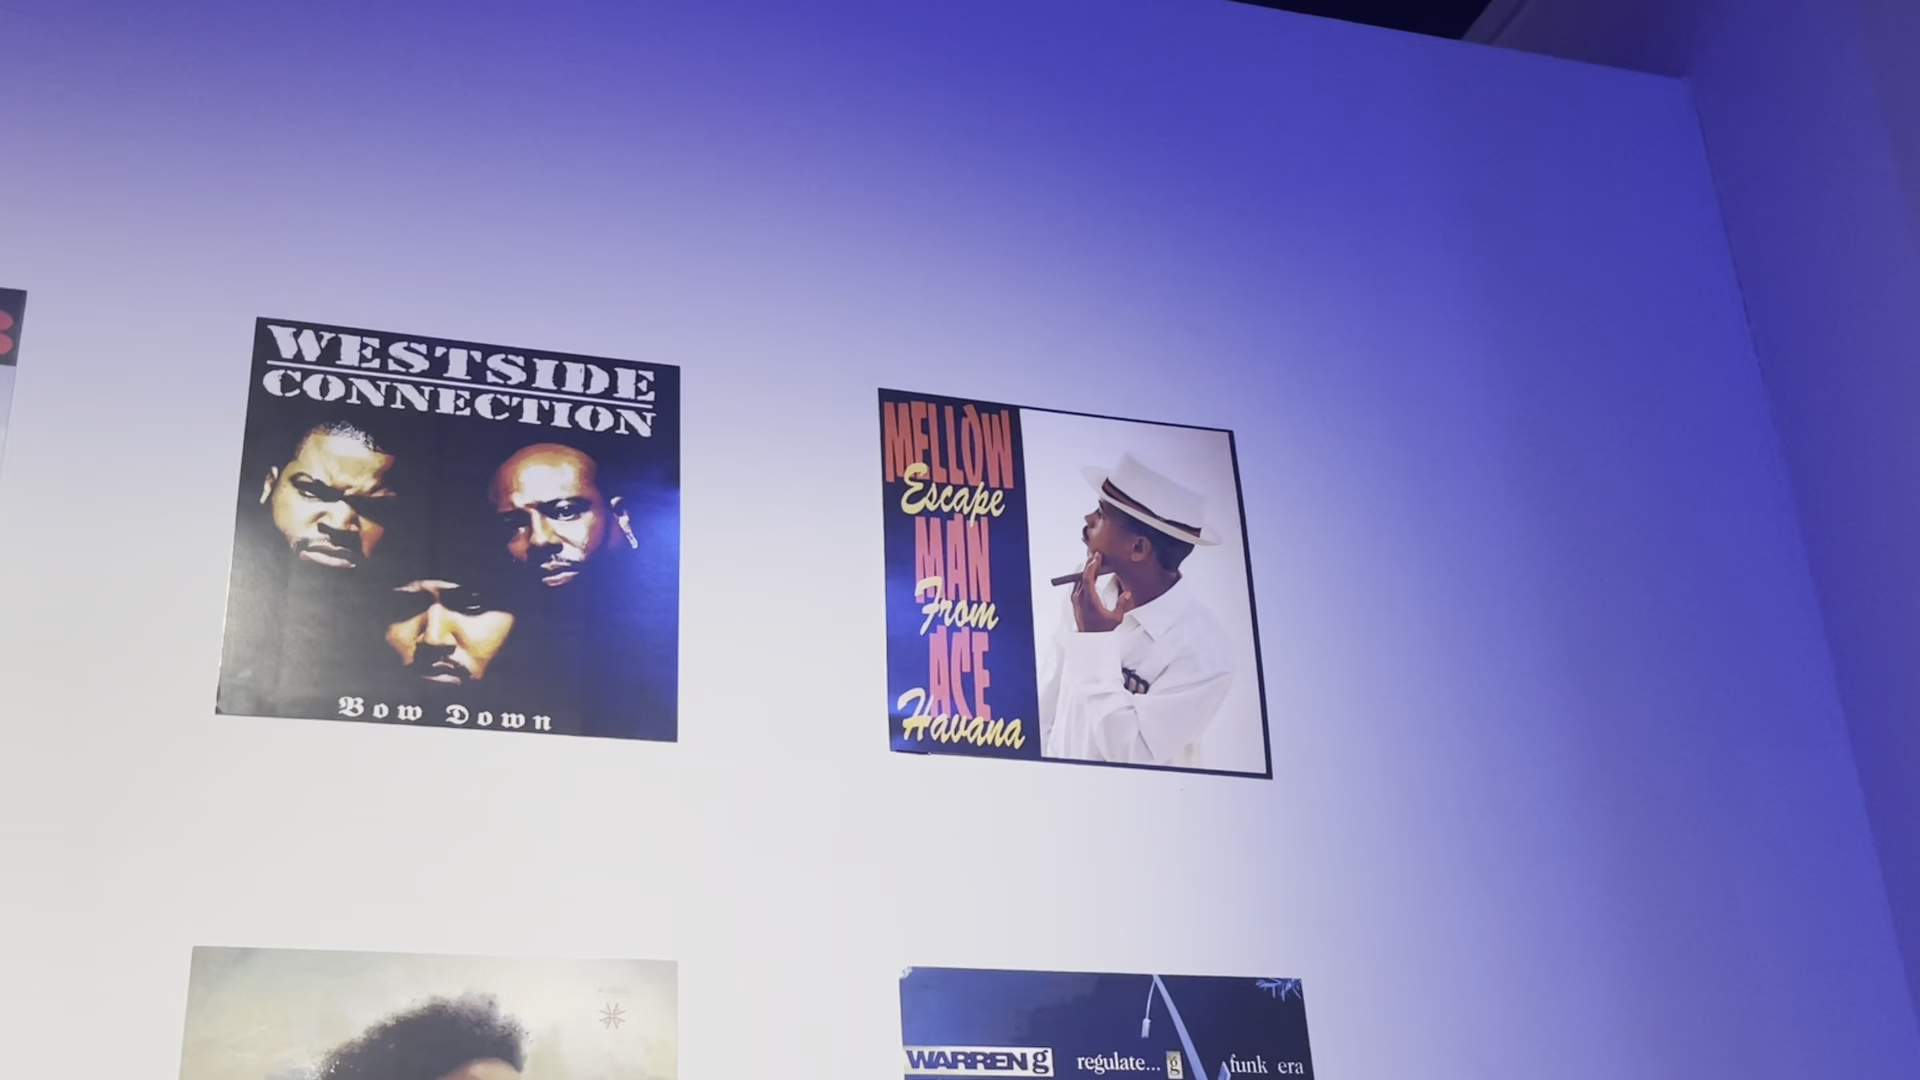 WESTSIDE
CONNECTION
Bow Down
MELLOW
Escape
MAN
From
ACE
Havana
WARREN g regulate... g funk era